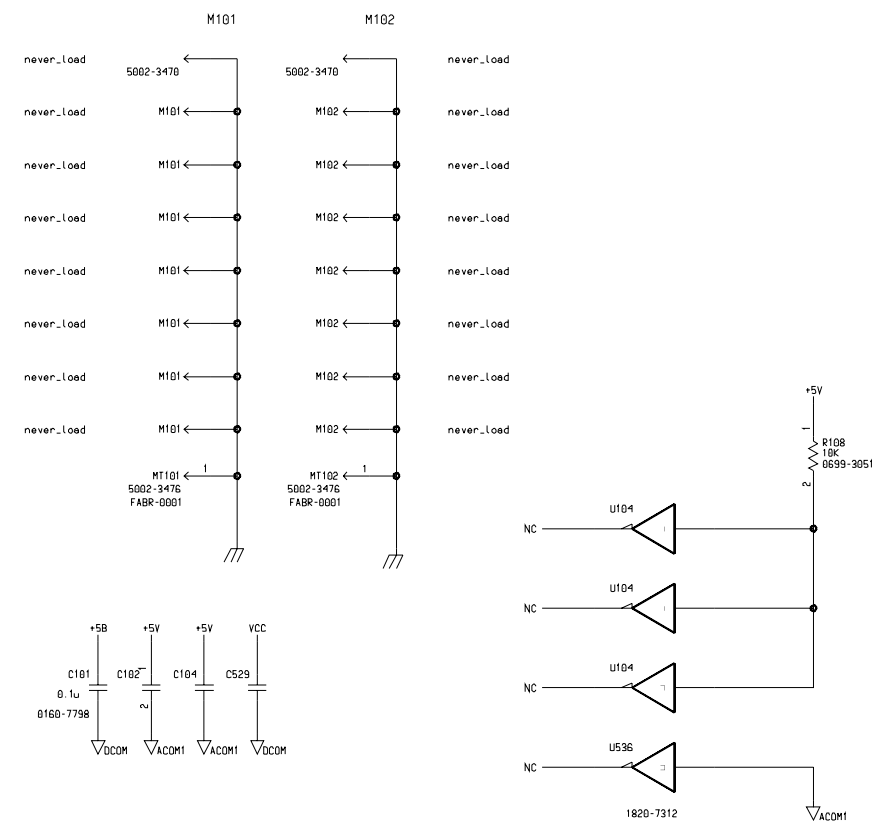 M101 M102
never_load never_load
5002-3470 5002-3470
never_load M101 M102 never_load
never_load M101 M102 never_load
never_load M101 M102 never_load
never_load M101 M102 never_load
never_load M101 M102 never_load
never_load M101 M102 never_load
+5V
never_load M101 M102 never_load
1
R108
10K
0699-3051
2
MT101 1 MT102 1
5002-3476 5002-3476
FABR-0001 FABR-0001
U104
NC
U104
NC
+5B +5V +5V VCC
C101 C102 1 C104 C529
0.1u
0160-7798 2
DCOM ACOM1 ACOM1 DCOM
U104
NC
U536
NC
1820-7312
ACOM1